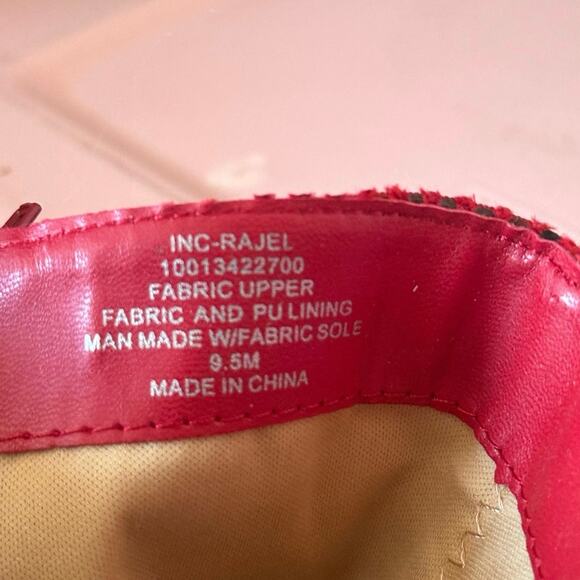 INC-RAJEL
10013422700
FABRIC UPPER
FABRIC AND PU LINING
MAN MADE W/FABRIC SOLE
9.5M
MADE IN CHINA